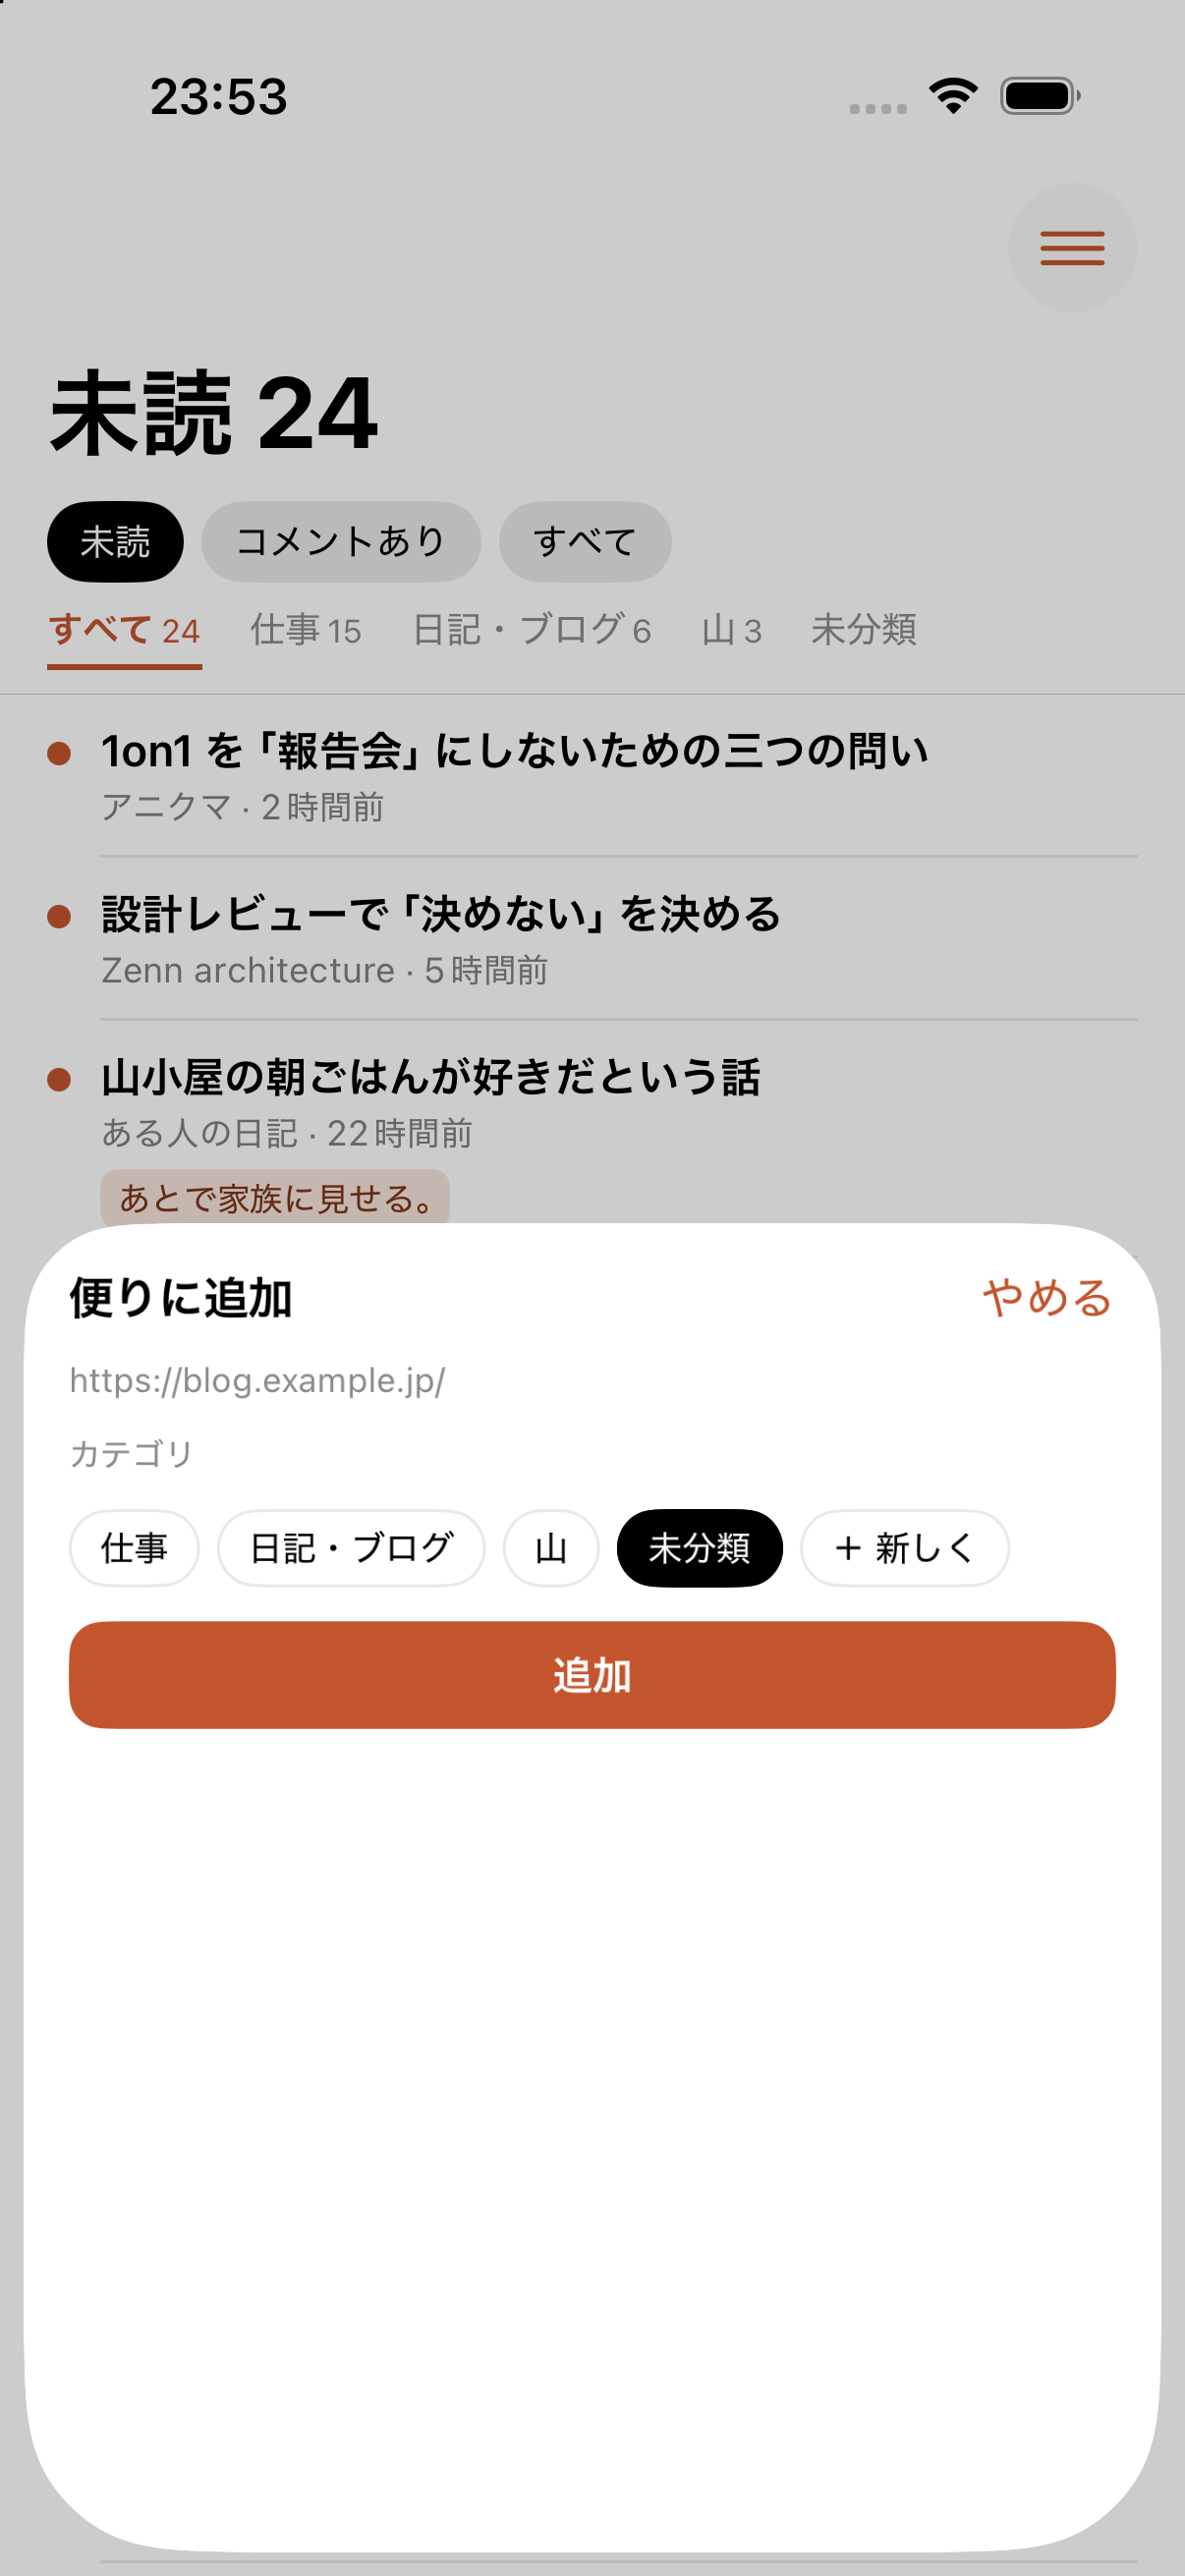 23:53
未読 24
未読 コメントあり すべて
すべて 24 仕事 15 日記・ブログ 6 山 3 未分類
1on1 を「報告会」にしないための三つの問い
アニクマ · 2 時間前
設計レビューで「決めない」を決める
Zenn architecture · 5 時間前
山小屋の朝ごはんが好きだという話
ある人の日記 · 22 時間前
あとで家族に見せる。
便りに追加 やめる
https://blog.example.jp/
カテゴリ
仕事 日記・ブログ 山 未分類 + 新しく
追加